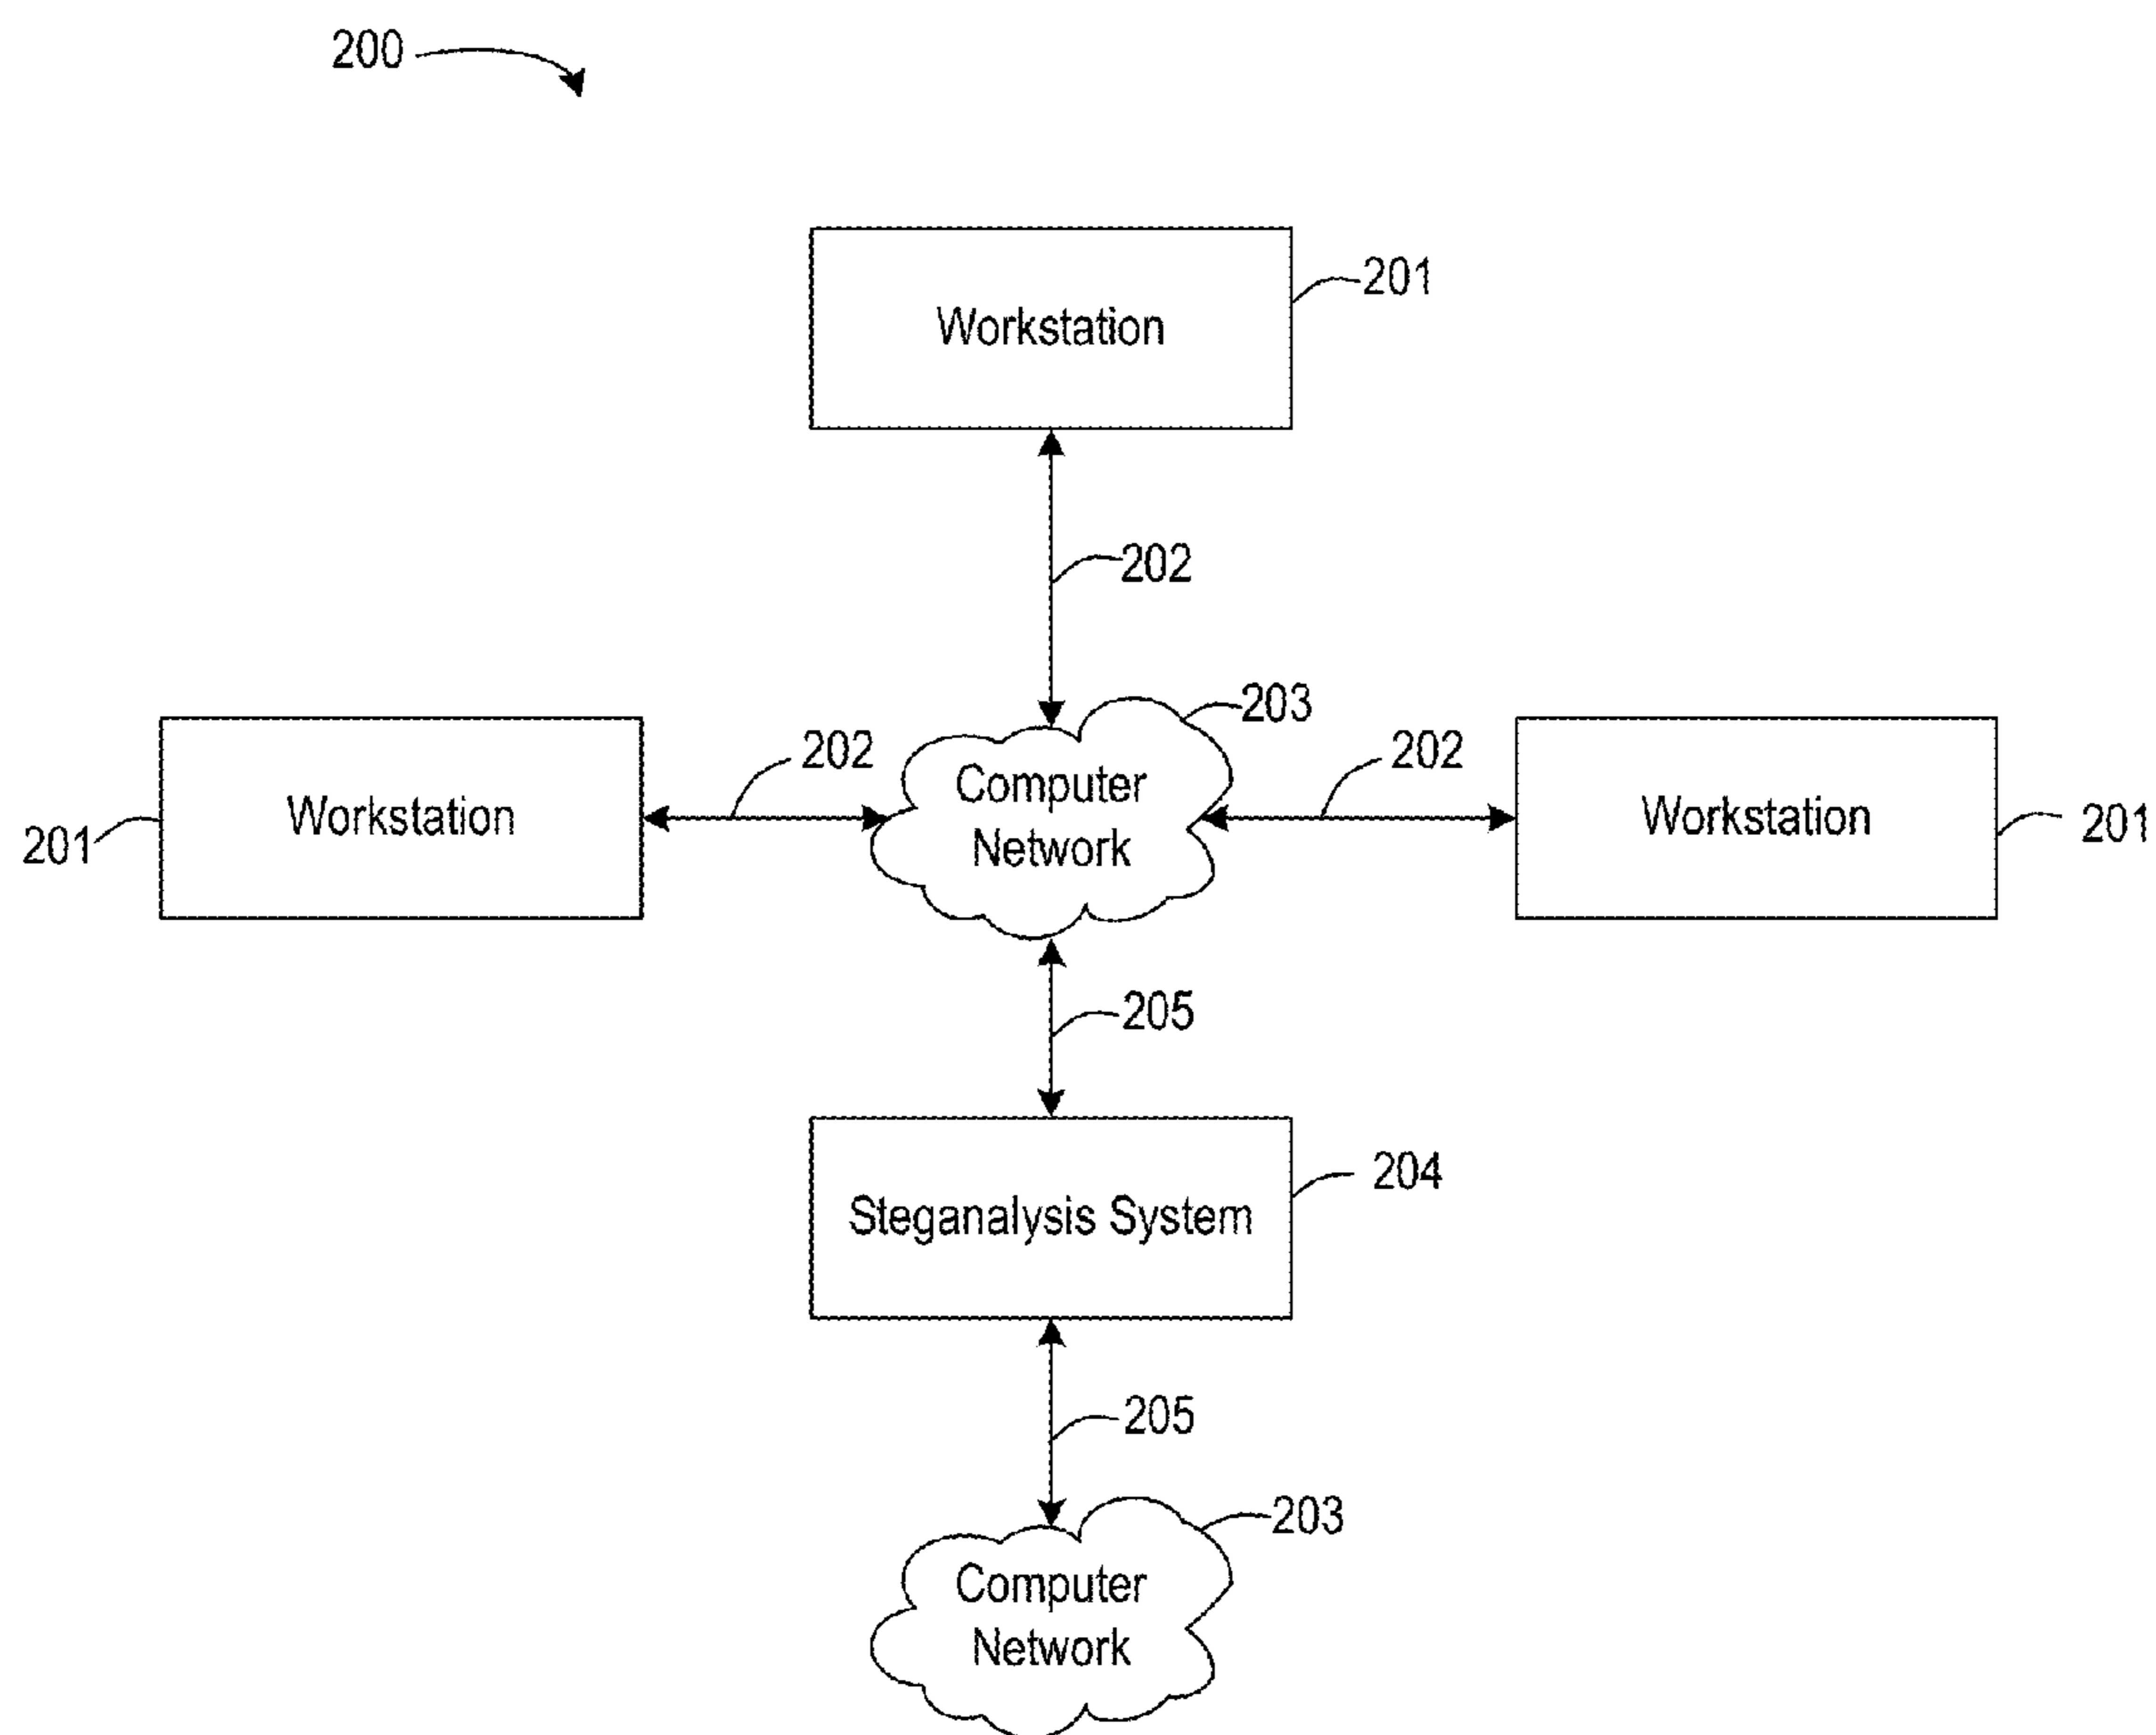 200
Workstation
201
202
203
Computer
Network
202
202
Workstation
201
Workstation
201
205
Steganalysis System
204
205
203
Computer
Network